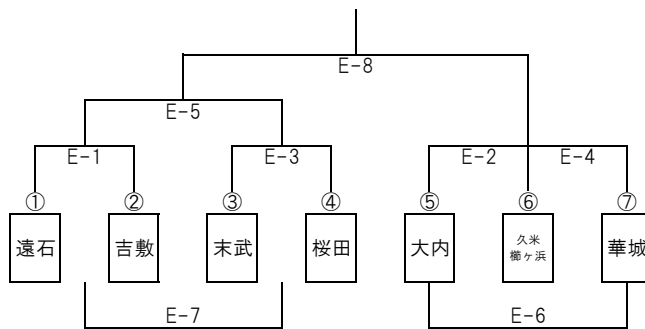 E-8
E-5
E-1
E-3
E-2
E-4
①
②
③
④
⑤
⑥
⑦
遠石
吉敷
末武
桜田
大内
久米
櫛ヶ浜
華城
E-7
E-6